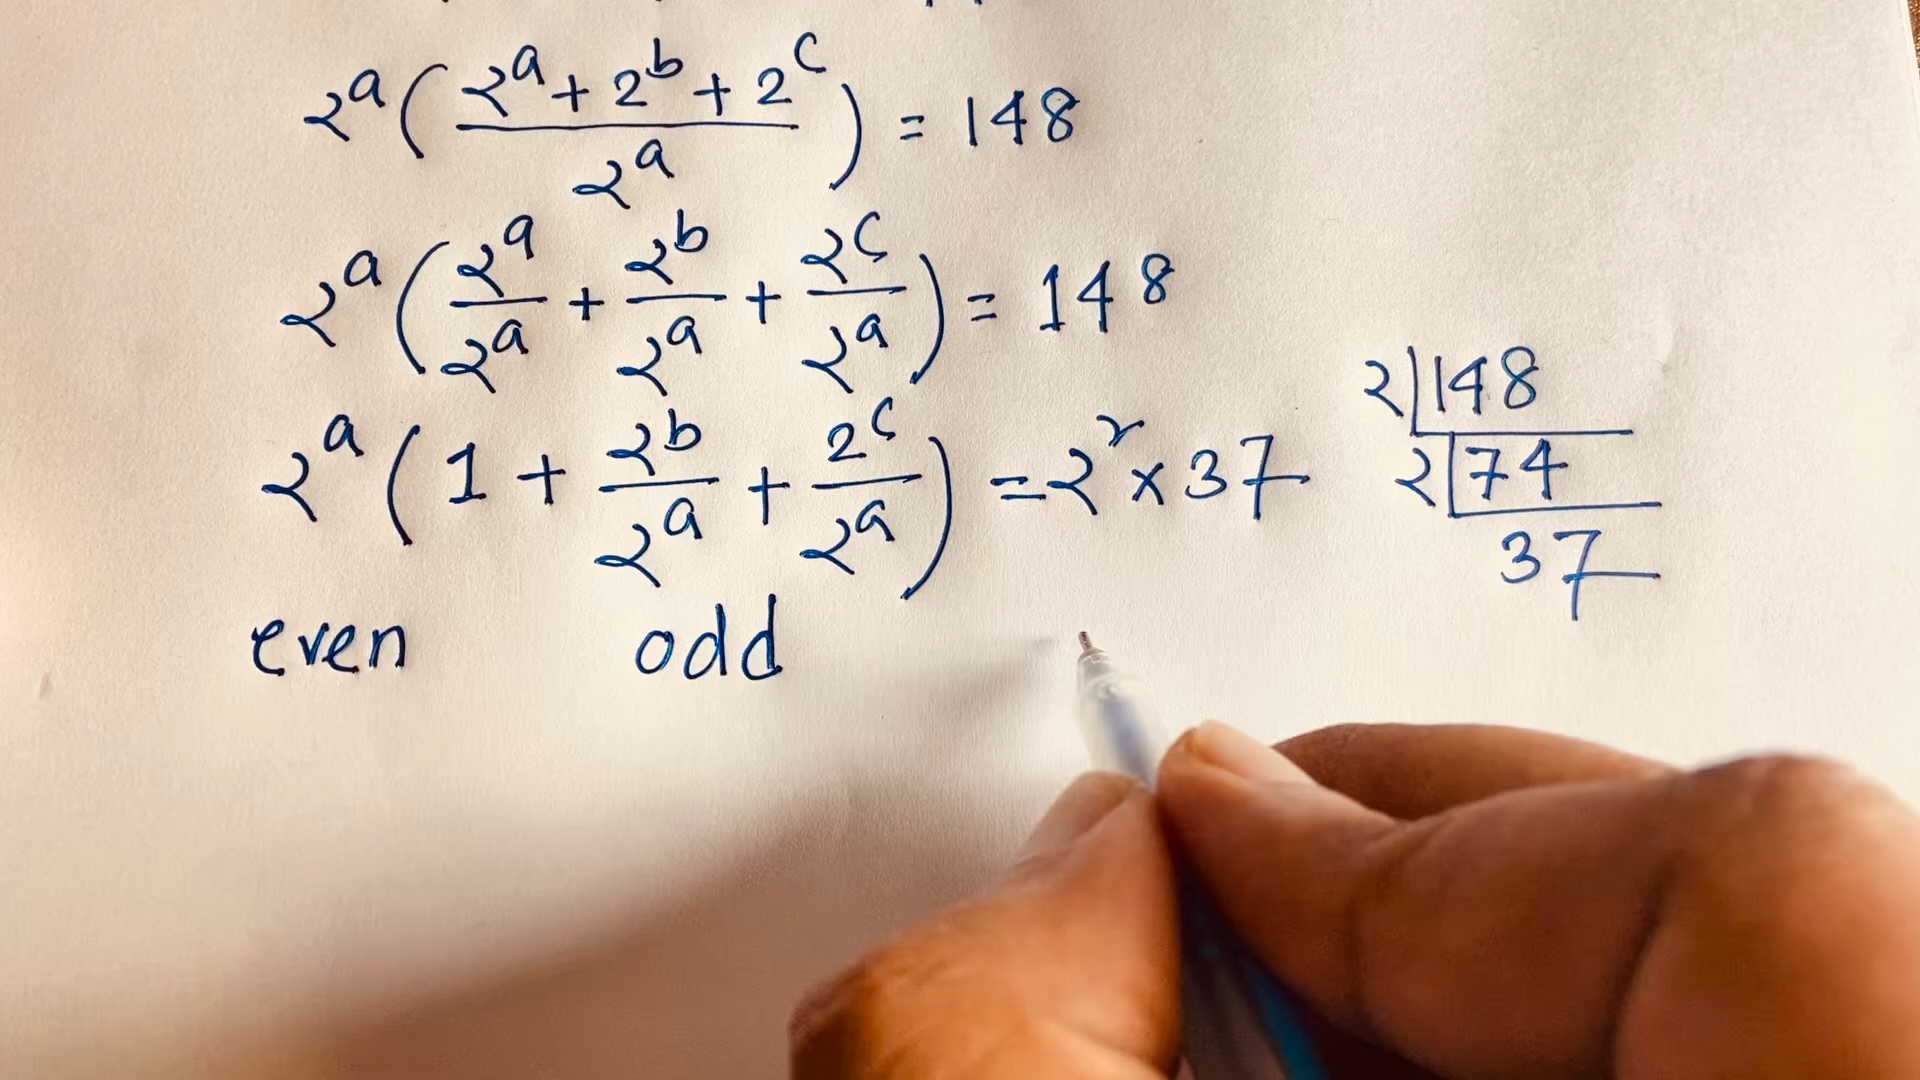 2^a ( (2^a + 2^b + 2^c) / 2^a ) = 148
2^a ( 2^a/2^a + 2^b/2^a + 2^c/2^a ) = 148
2^a ( 1 + 2^b/2^a + 2^c/2^a ) = 2^2 × 37
even odd
2|148
2|74
37